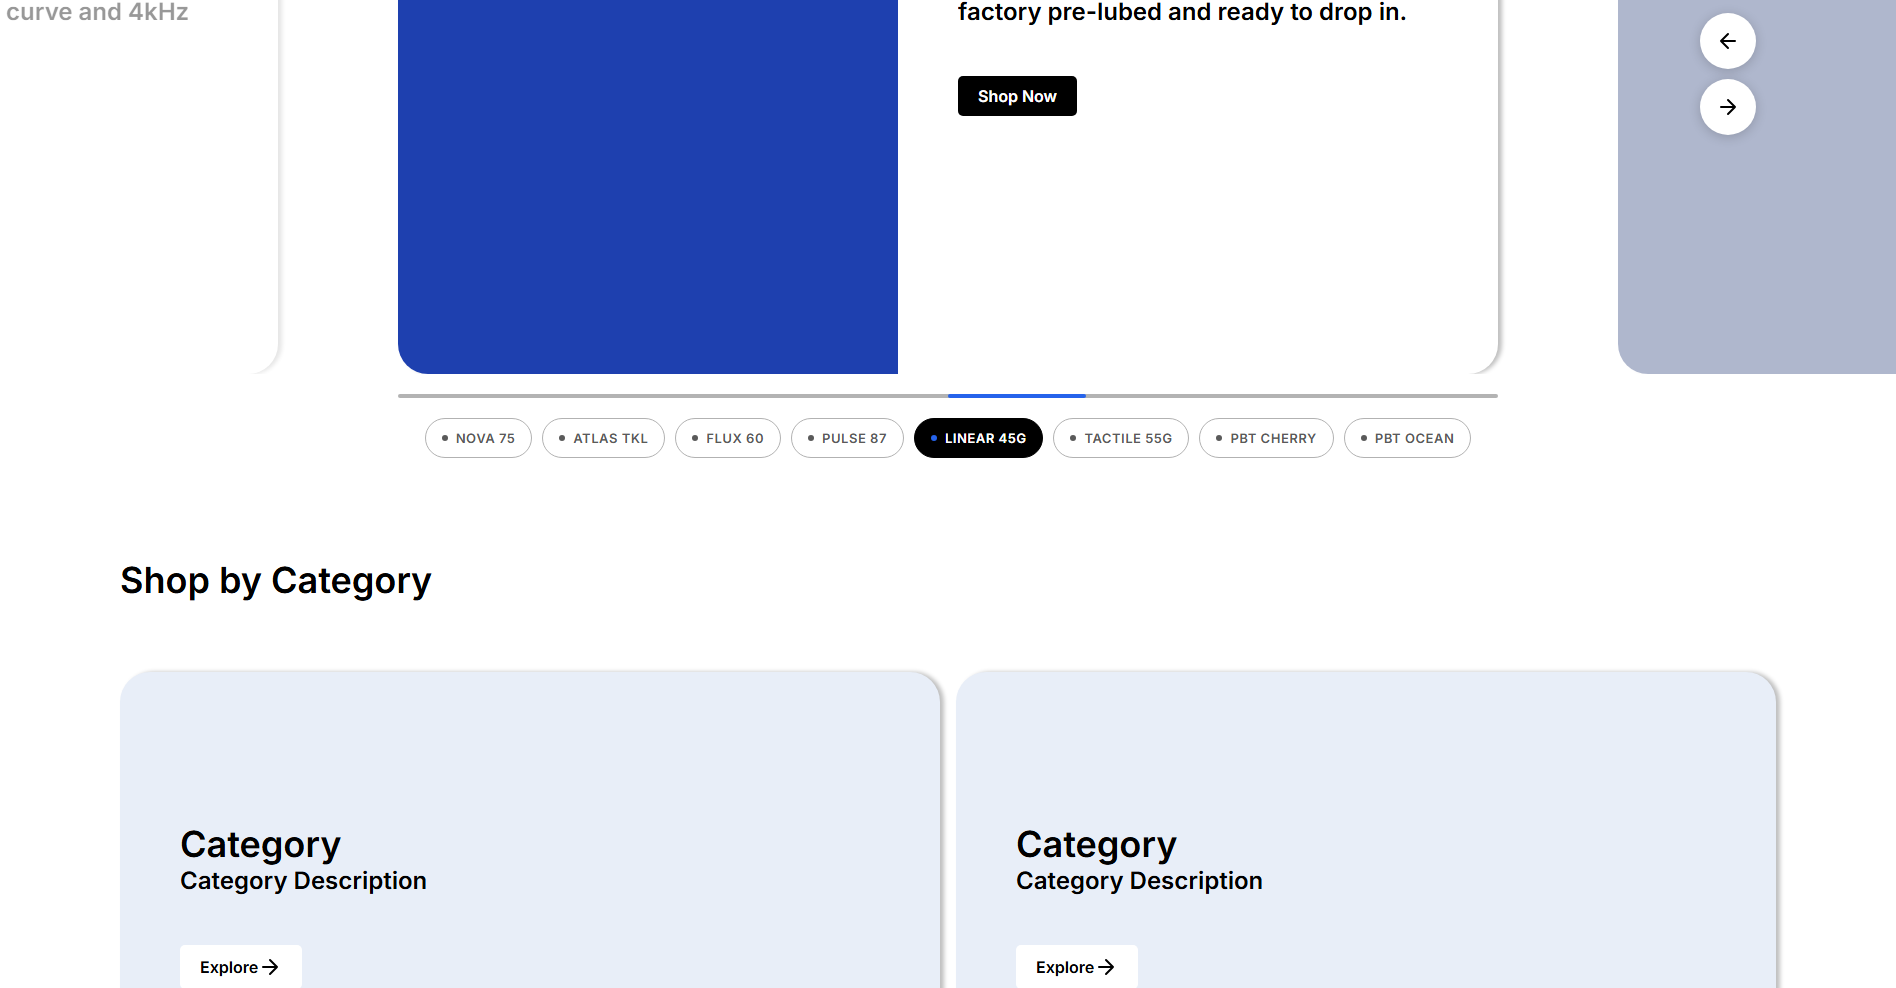 curve and 4kHz
factory pre-lubed and ready to drop in.
Shop Now
NOVA 75
ATLAS TKL
FLUX 60
PULSE 87
LINEAR 45G
TACTILE 55G
PBT CHERRY
PBT OCEAN
Shop by Category
Category
Category Description
Explore
Category
Category Description
Explore